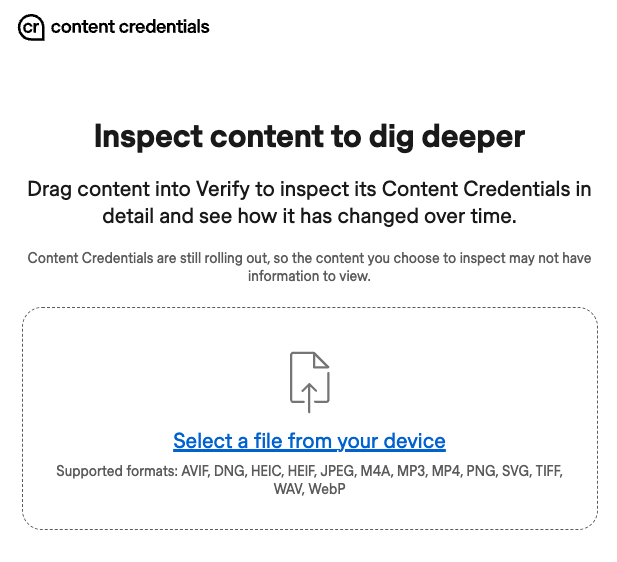 cr content credentials
Inspect content to dig deeper
Drag content into Verify to inspect its Content Credentials in
detail and see how it has changed over time.
Content Credentials are still rolling out, so the content you choose to inspect may not have
information to view.
Select a file from your device
Supported formats: AVIF, DNG, HEIC, HEIF, JPEG, M4A, MP3, MP4, PNG, SVG, TIFF,
WAV, WebP